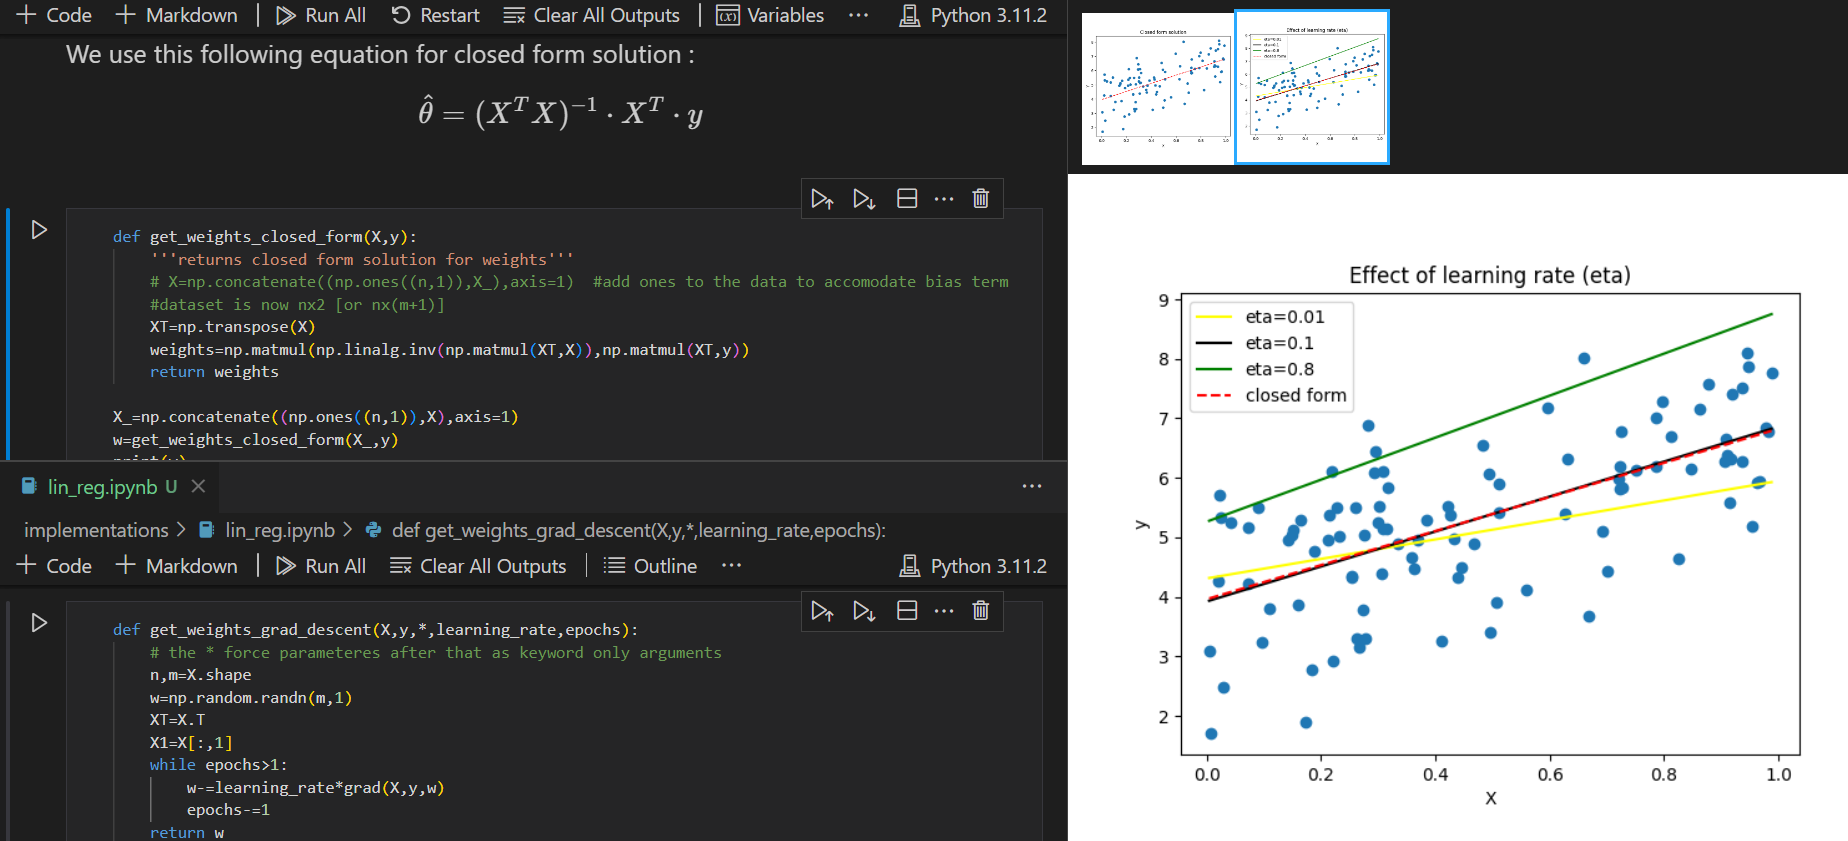 + Code + Markdown | Run All Restart Clear All Outputs | Variables ··· Python 3.11.2
We use this following equation for closed form solution :
θ̂ = (XᵀX)⁻¹ · Xᵀ · y
def get_weights_closed_form(X,y):
'''returns closed form solution for weights'''
# X=np.concatenate((np.ones((n,1)),X_),axis=1)  #add ones to the data to accomodate bias term
#dataset is now nx2 [or nx(m+1)]
XT=np.transpose(X)
weights=np.matmul(np.linalg.inv(np.matmul(XT,X)),np.matmul(XT,y))
return weights
X_=np.concatenate((np.ones((n,1)),X),axis=1)
w=get_weights_closed_form(X_,y)
print(w)
lin_reg.ipynb U ×
implementations > lin_reg.ipynb > def get_weights_grad_descent(X,y,*,learning_rate,epochs):
+ Code + Markdown | Run All Clear All Outputs | Outline ··· Python 3.11.2
def get_weights_grad_descent(X,y,*,learning_rate,epochs):
# the * force parameteres after that as keyword only arguments
n,m=X.shape
w=np.random.randn(m,1)
XT=X.T
X1=X[:,1]
while epochs>1:
w-=learning_rate*grad(X,y,w)
epochs-=1
return w
Closed form solution
Effect of learning rate (eta)
Effect of learning rate (eta)
eta=0.01
eta=0.1
eta=0.8
closed form
9
8
7
6
5
4
3
2
y
0.0 0.2 0.4 0.6 0.8 1.0
X